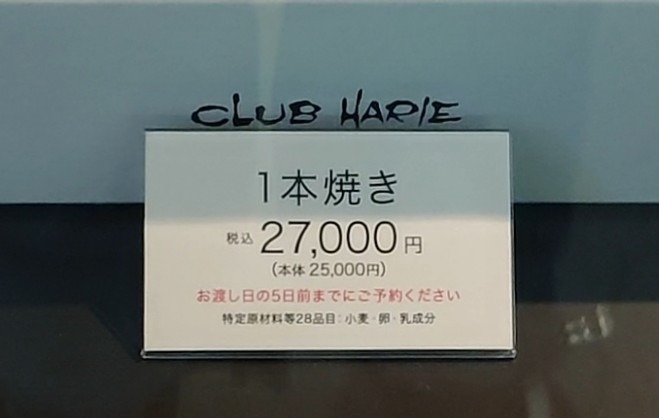 CLUB HARIE
1本焼き
税込 27,000円
(本体 25,000円)
お渡し日の5日前までにご予約ください
特定原材料等28品目:小麦・卵・乳成分